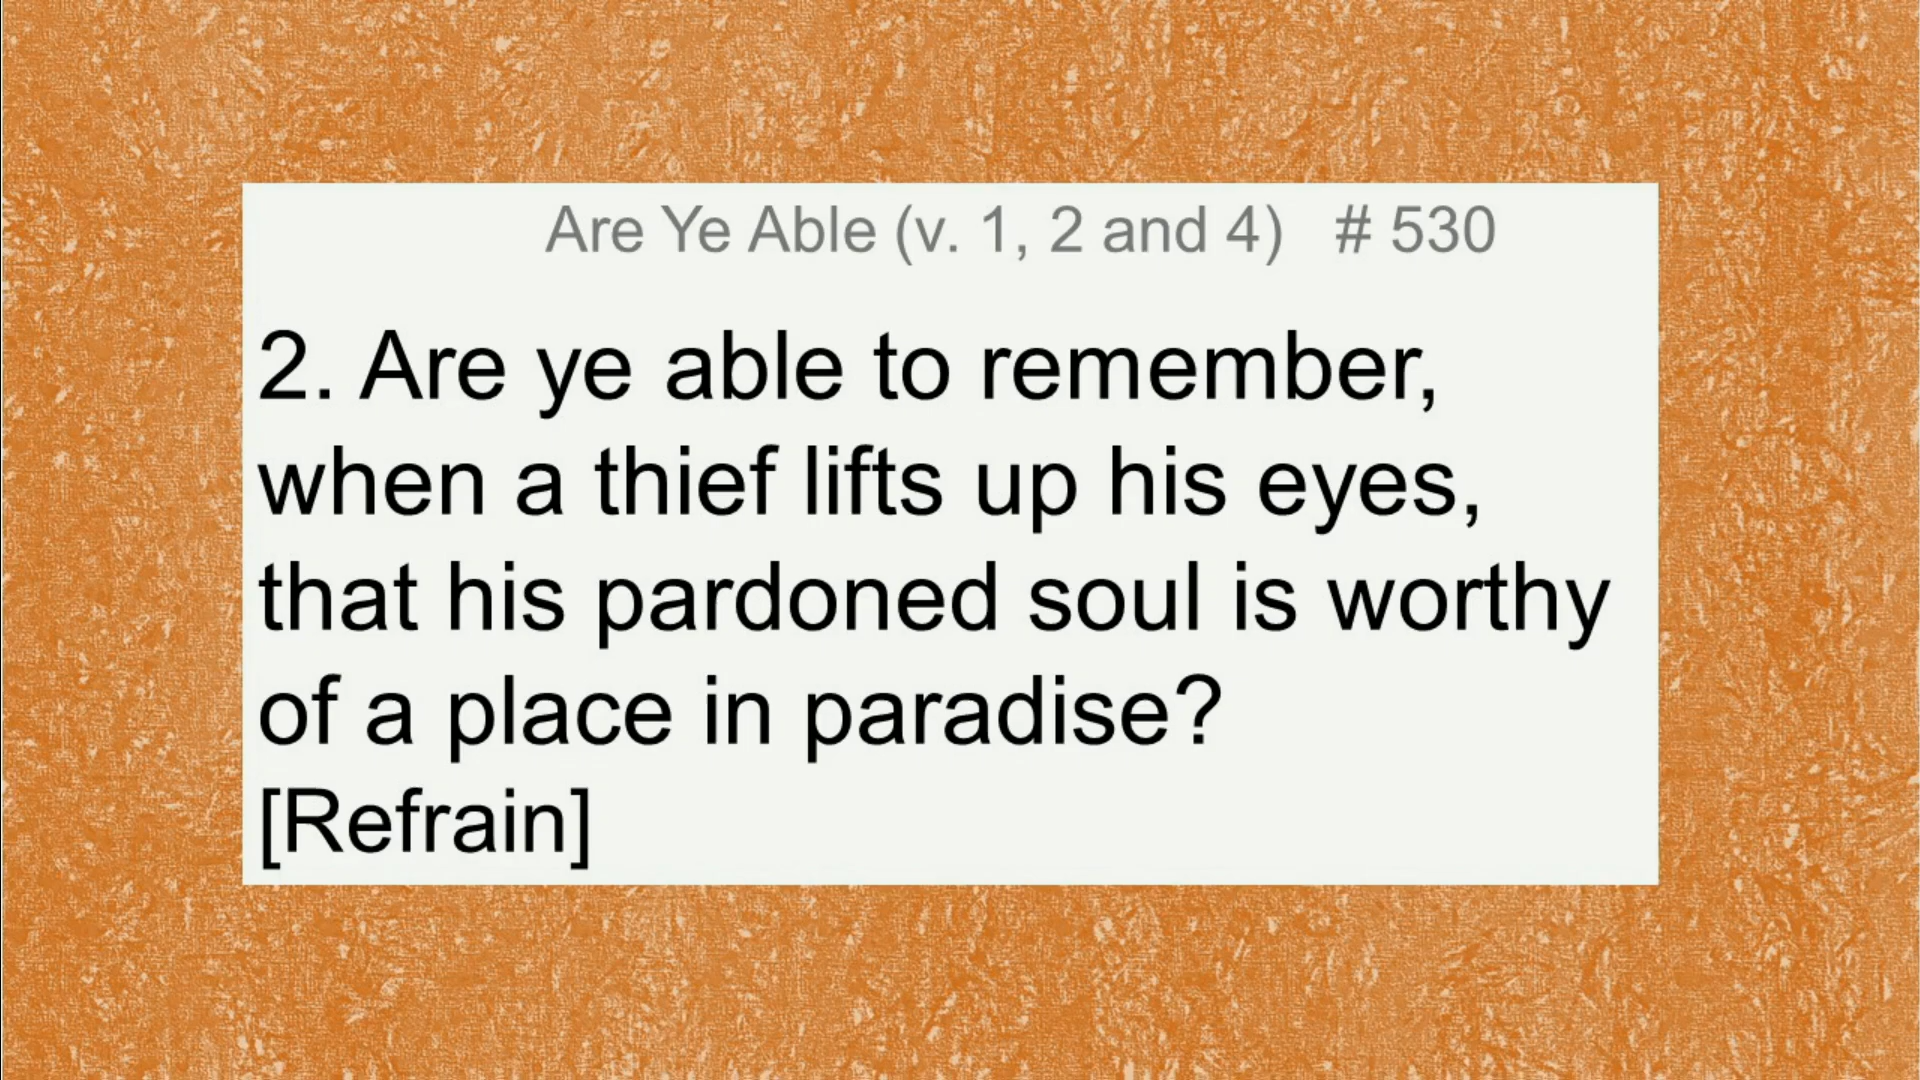 Are Ye Able (v. 1, 2 and 4) # 530
2. Are ye able to remember,
when a thief lifts up his eyes,
that his pardoned soul is worthy
of a place in paradise?
[Refrain]